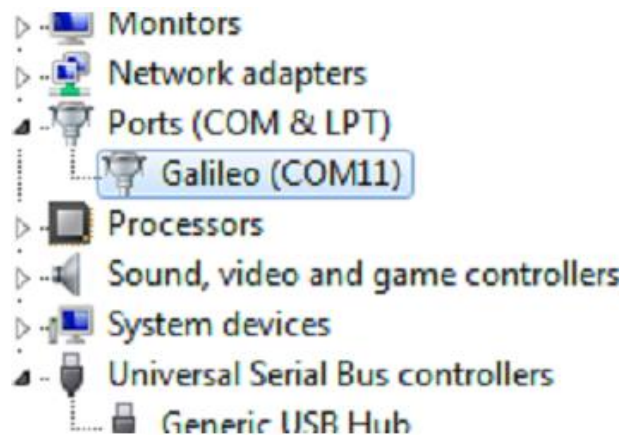 Monitors
Network adapters
Ports (COM & LPT)
Galileo (COM11)
Processors
Sound, video and game controllers
System devices
Universal Serial Bus controllers
Generic USB Hub